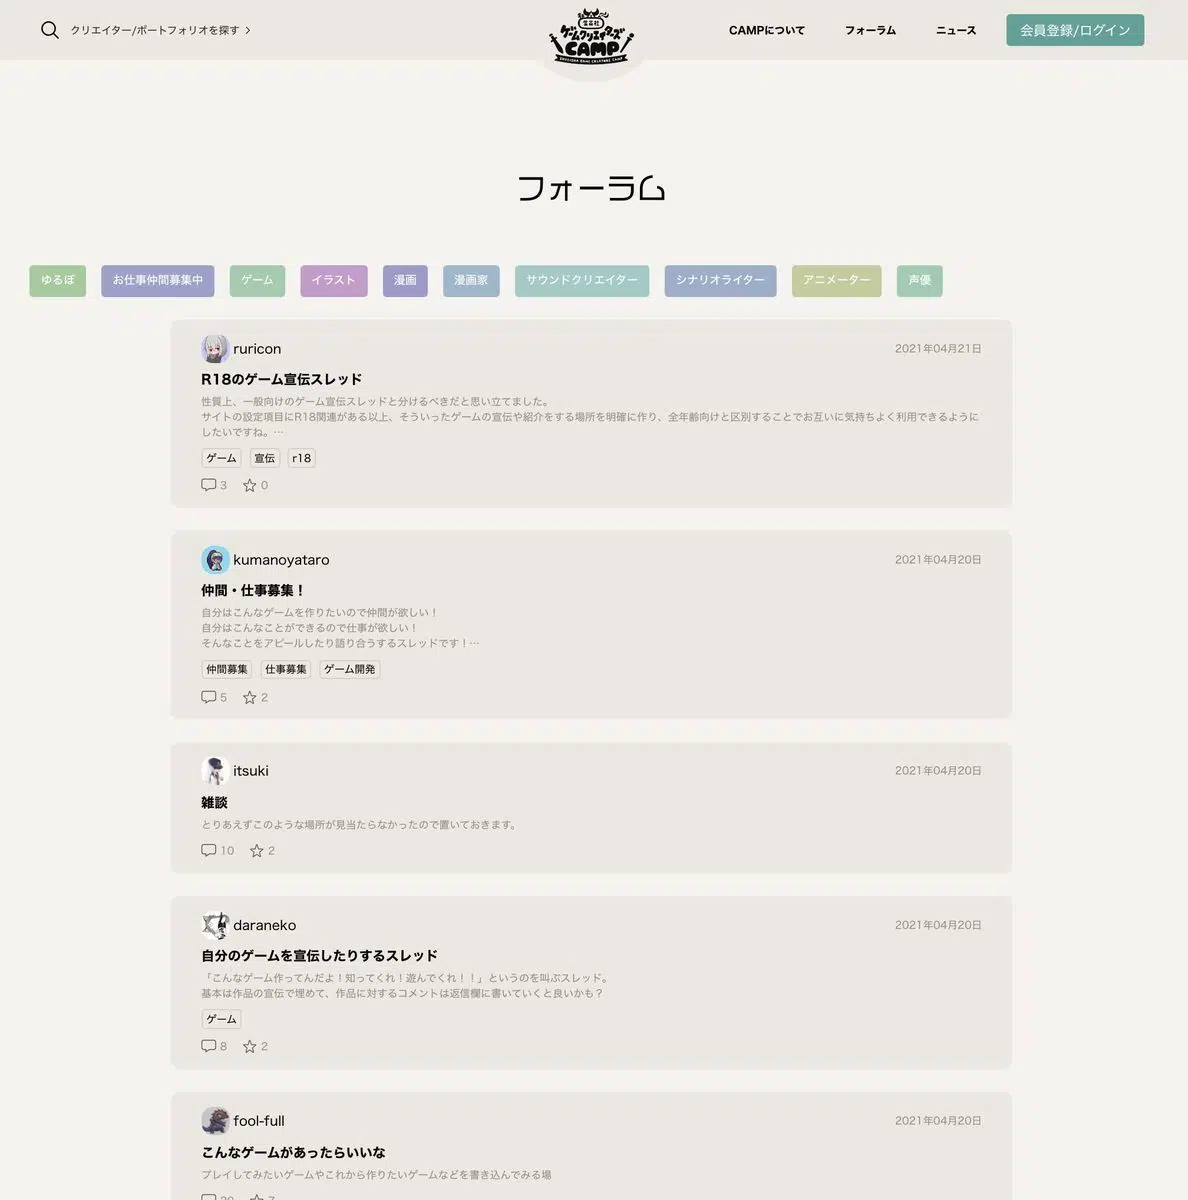 クリエイター/ポートフォリオを探す
集英社
ゲームクリエイターズ
CAMP
SHUEISHA GAME CREATORS CAMP
CAMPについて
フォーラム
ニュース
会員登録/ログイン
フォーラム
ゆるぼ
お仕事仲間募集中
ゲーム
イラスト
漫画
漫画家
サウンドクリエイター
シナリオライター
アニメーター
声優
ruricon
2021年04月21日
R18のゲーム宣伝スレッド
性質上、一般向けのゲーム宣伝スレッドと分けるべきだと思い立てました。
サイトの設定項目にR18関連がある以上、そういったゲームの宣伝や紹介をする場所を明確に作り、全年齢向けと区別することでお互いに気持ちよく利用できるように
したいですね。…
ゲーム 宣伝 r18
3 0
kumanoyataro
2021年04月20日
仲間・仕事募集！
自分はこんなゲームを作りたいので仲間が欲しい！
自分はこんなことができるので仕事が欲しい！
そんなことをアピールしたり語り合うするスレッドです！…
仲間募集 仕事募集 ゲーム開発
5 2
itsuki
2021年04月20日
雑談
とりあえずこのような場所が見当たらなかったので置いておきます。
10 2
daraneko
2021年04月20日
自分のゲームを宣伝したりするスレッド
「こんなゲーム作ってんだよ！知ってくれ！遊んでくれ！！」というのを叫ぶスレッド。
基本は作品の宣伝で埋めて、作品に対するコメントは返信欄に書いていくと良いかも？
ゲーム
8 2
fool-full
2021年04月20日
こんなゲームがあったらいいな
プレイしてみたいゲームやこれから作りたいゲームなどを書き込んでみる場